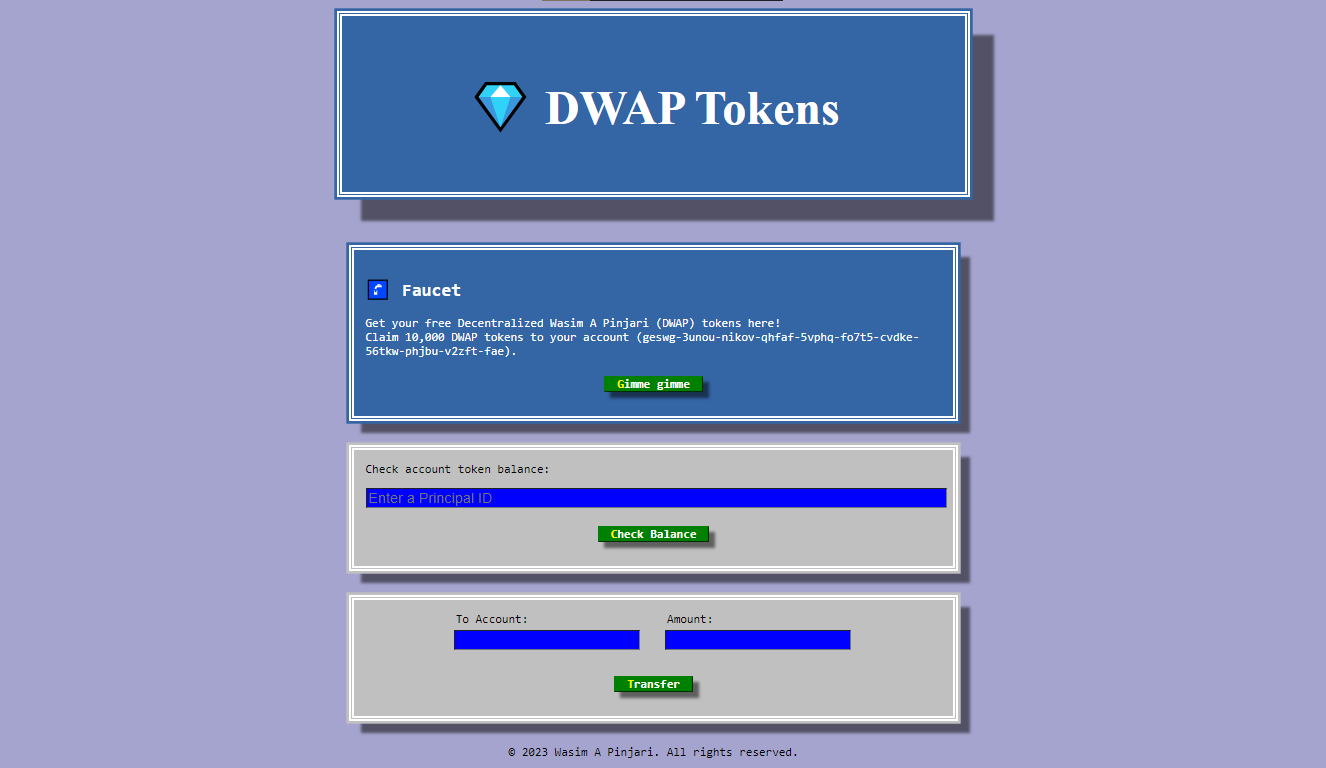 DWAP Tokens
Faucet
Get your free Decentralized Wasim A Pinjari (DWAP) tokens here!
Claim 10,000 DWAP tokens to your account (geswg-3unou-nikov-qhfaf-5vphq-fo7t5-cvdke-
56tkw-phjbu-v2zft-fae).
Gimme gimme
Check account token balance:
Enter a Principal ID
Check Balance
To Account: Amount:
Transfer
© 2023 Wasim A Pinjari. All rights reserved.